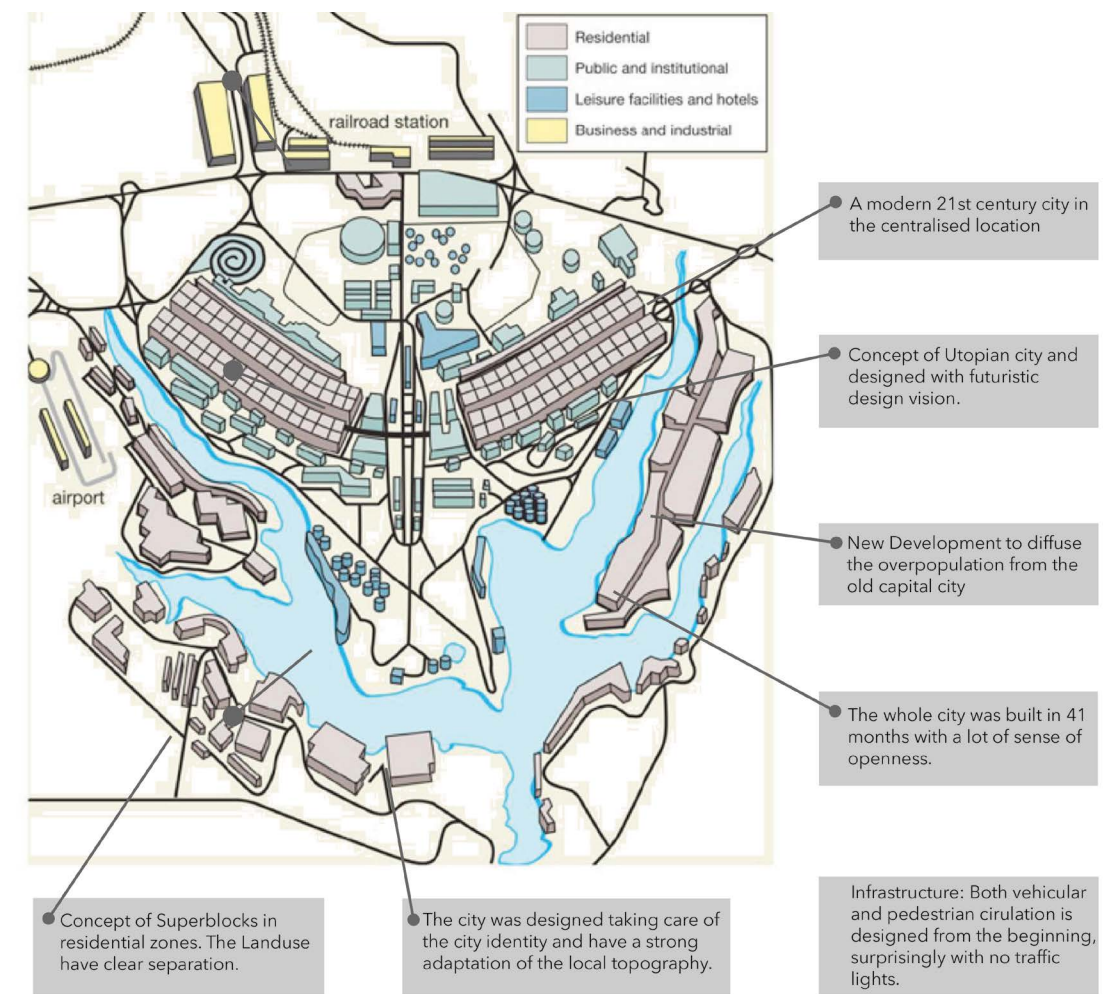 Residential
Public and institutional
Leisure facilities and hotels
Business and industrial
railroad station
airport
A modern 21st century city in
the centralised location
Concept of Utopian city and
designed with futuristic
design vision.
New Development to diffuse
the overpopulation from the
old capital city
The whole city was built in 41
months with a lot of sense of
openness.
Infrastructure: Both vehicular
and pedestrian cirulation is
designed from the beginning,
surprisingly with no traffic
lights.
Concept of Superblocks in
residential zones. The Landuse
have clear separation.
The city was designed taking care of
the city identity and have a strong
adaptation of the local topography.